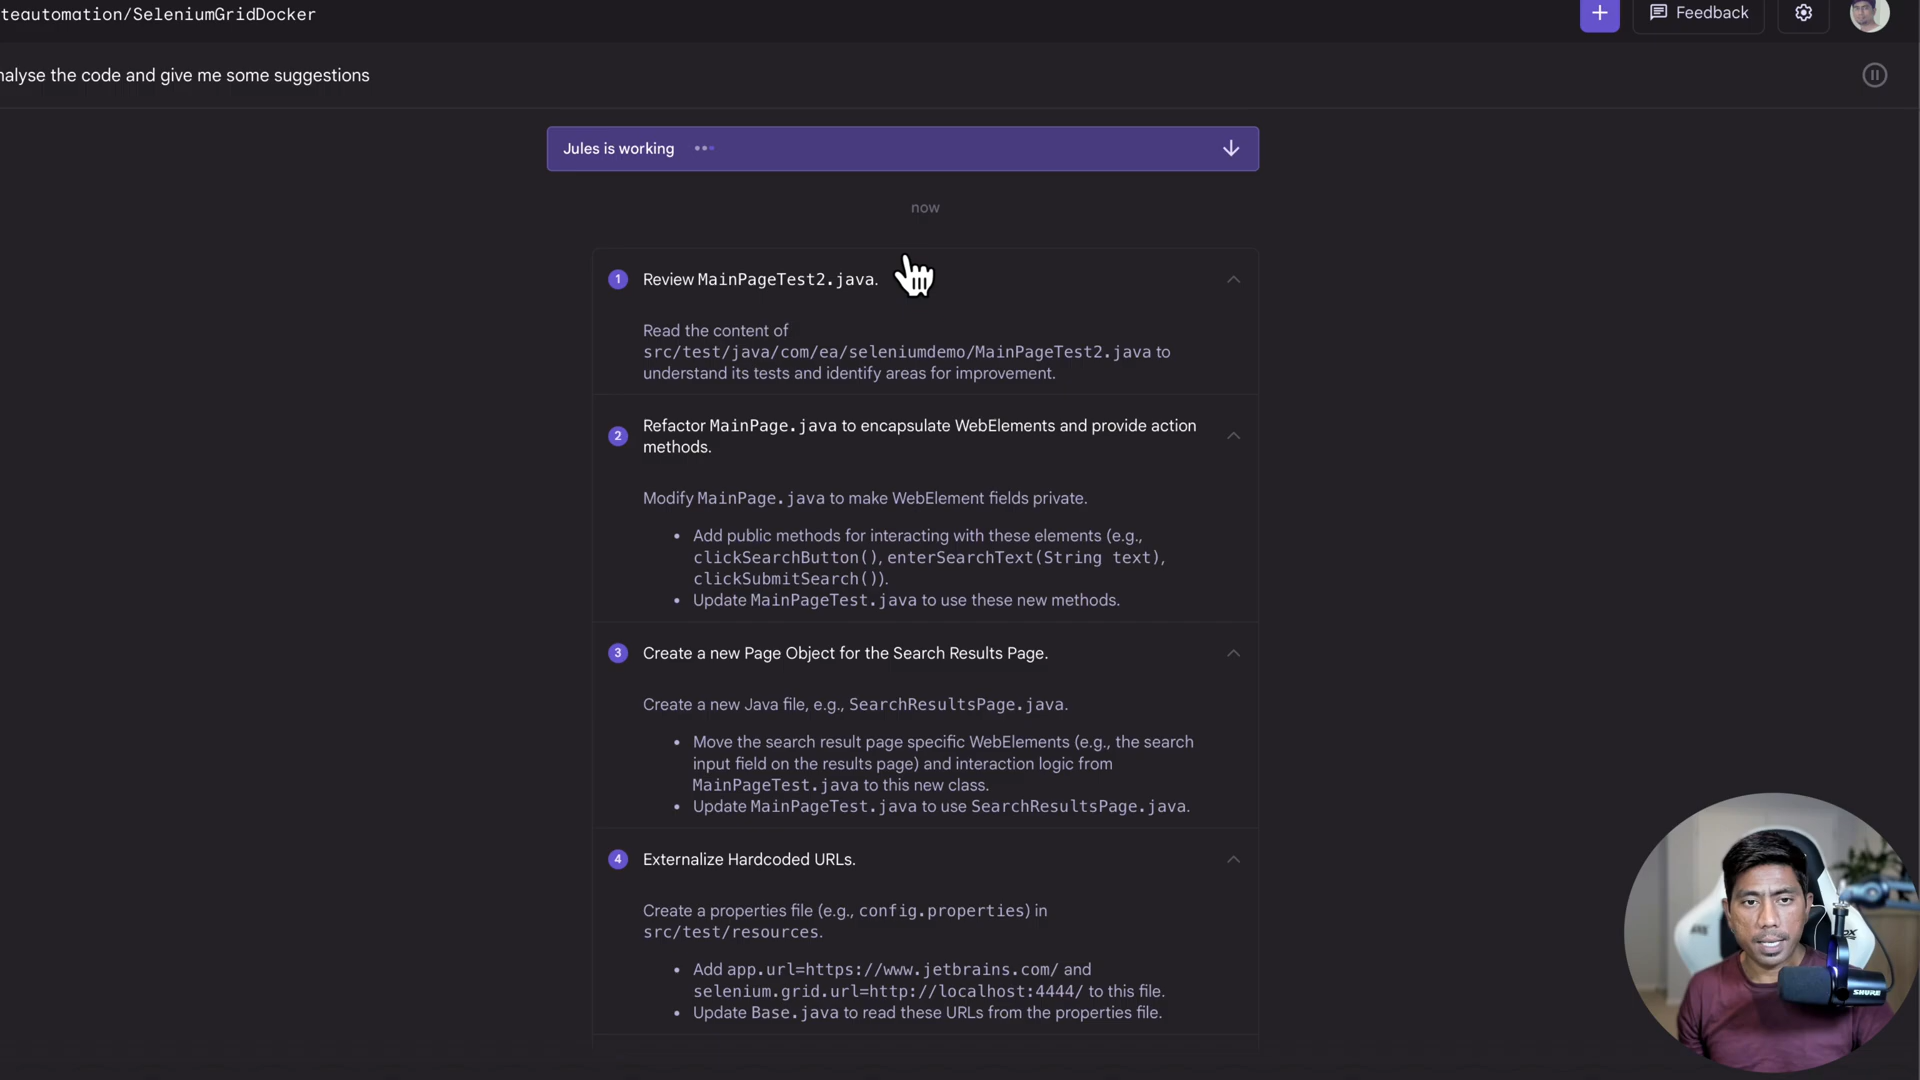 teautomation/SeleniumGridDocker
Feedback
nalyse the code and give me some suggestions
Jules is working
now
1 Review MainPageTest2.java.
Read the content of
src/test/java/com/ea/seleniumdemo/MainPageTest2.java to
understand its tests and identify areas for improvement.
2 Refactor MainPage.java to encapsulate WebElements and provide action
methods.
Modify MainPage.java to make WebElement fields private.
• Add public methods for interacting with these elements (e.g.,
clickSearchButton(), enterSearchText(String text),
clickSubmitSearch()).
• Update MainPageTest.java to use these new methods.
3 Create a new Page Object for the Search Results Page.
Create a new Java file, e.g., SearchResultsPage.java.
• Move the search result page specific WebElements (e.g., the search
input field on the results page) and interaction logic from
MainPageTest.java to this new class.
• Update MainPageTest.java to use SearchResultsPage.java.
4 Externalize Hardcoded URLs.
Create a properties file (e.g., config.properties) in
src/test/resources.
• Add app.url=https://www.jetbrains.com/ and
selenium.grid.url=http://localhost:4444/ to this file.
• Update Base.java to read these URLs from the properties file.
SHURE